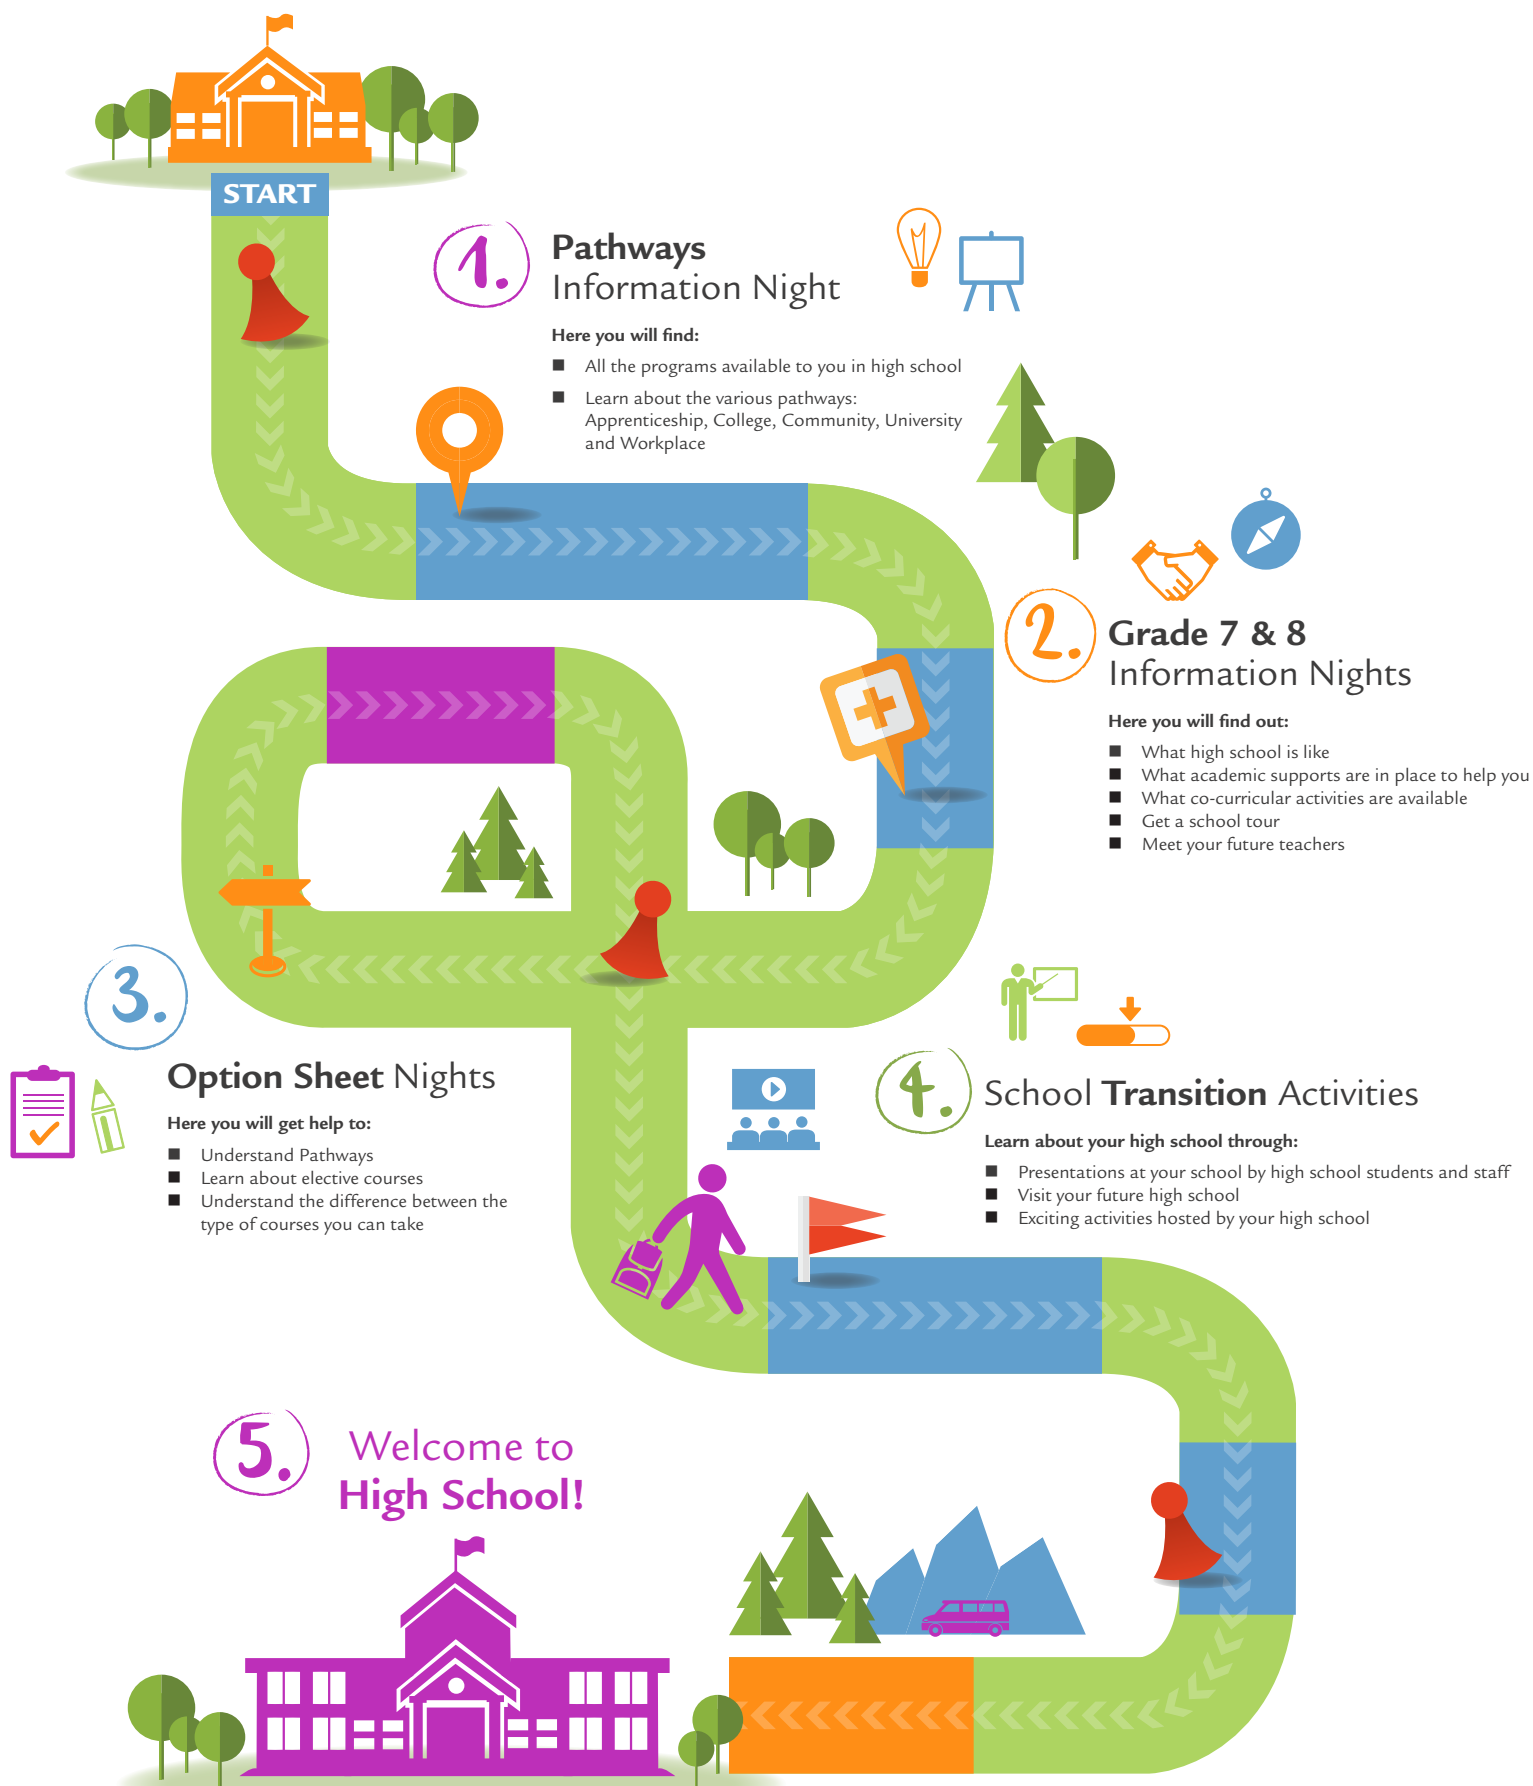 START
1.
Pathways
Information Night
Here you will find:
■ All the programs available to you in high school
■ Learn about the various pathways:
Apprenticeship, College, Community, University
and Workplace
2.
Grade 7 & 8
Information Nights
Here you will find out:
■ What high school is like
■ What academic supports are in place to help you
■ What co-curricular activities are available
■ Get a school tour
■ Meet your future teachers
3.
Option Sheet Nights
Here you will get help to:
■ Understand Pathways
■ Learn about elective courses
■ Understand the difference between the
type of courses you can take
4.
School Transition Activities
Learn about your high school through:
■ Presentations at your school by high school students and staff
■ Visit your future high school
■ Exciting activities hosted by your high school
5.
Welcome to
High School!